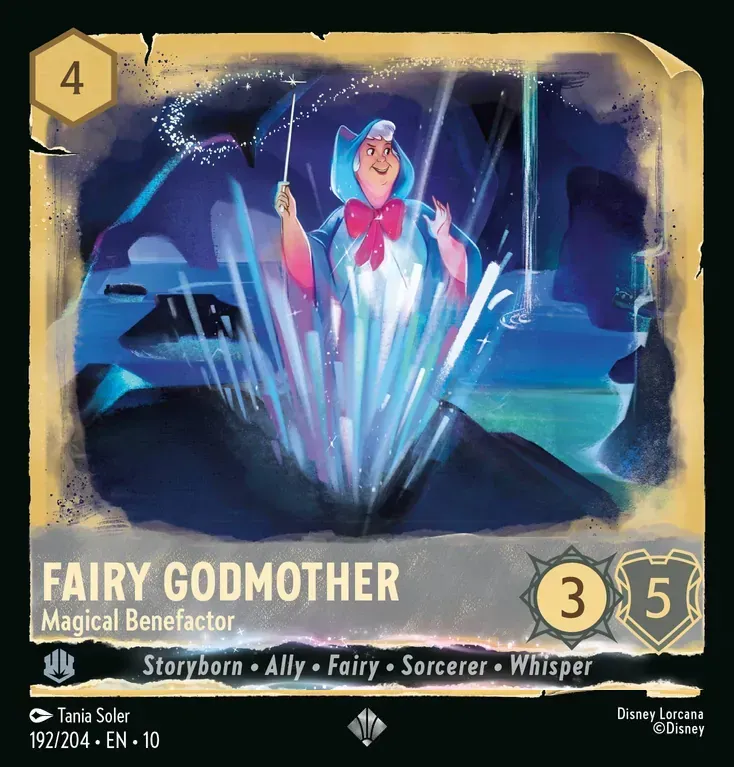 4
FAIRY GODMOTHER
Magical Benefactor
3
5
Storyborn • Ally • Fairy • Sorcerer • Whisper
Tania Soler
192/204 • EN • 10
Disney Lorcana
©Disney